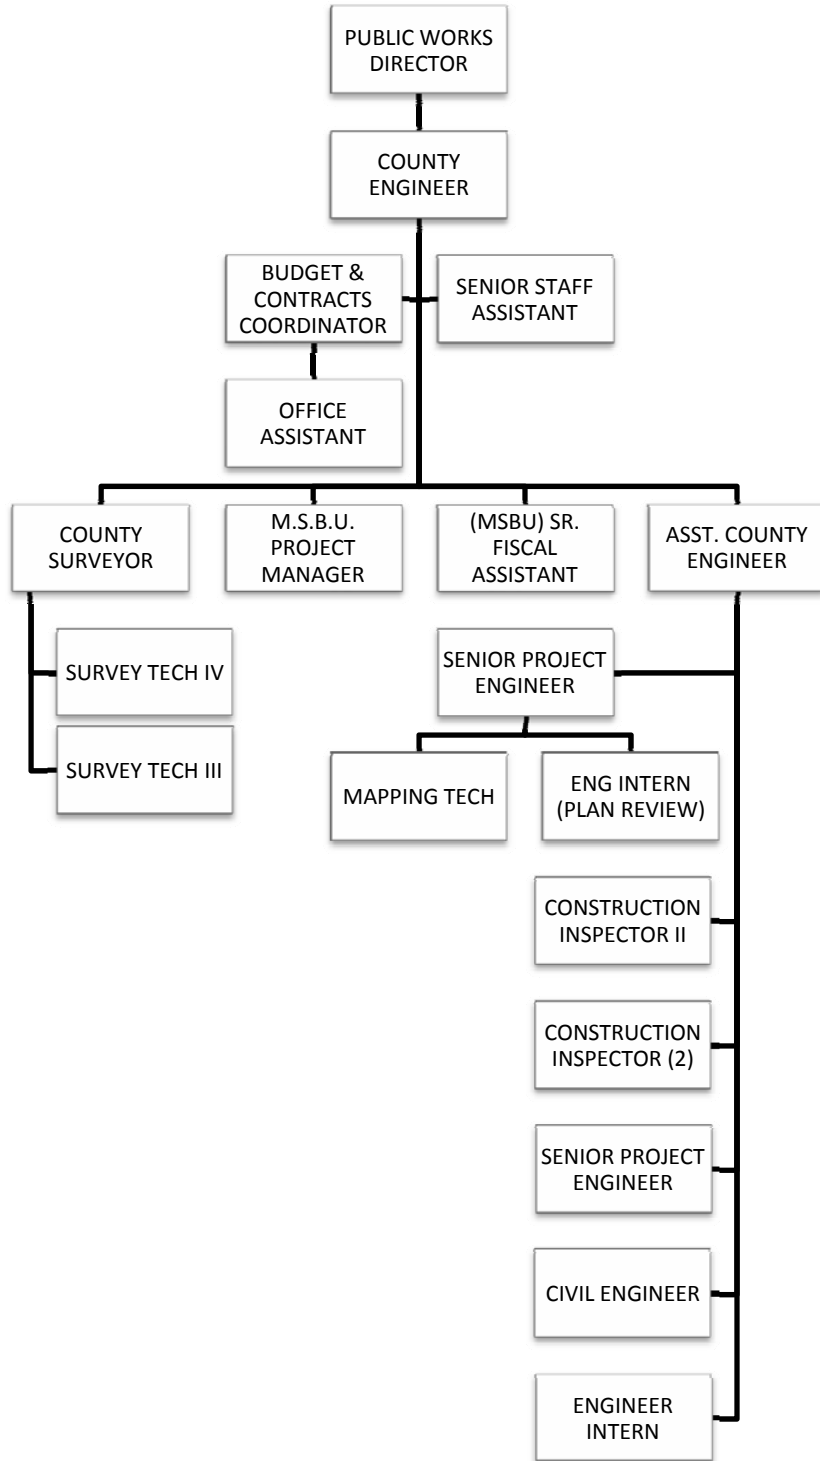 PUBLIC WORKS
DIRECTOR
COUNTY
ENGINEER
BUDGET &
CONTRACTS
COORDINATOR
SENIOR STAFF
ASSISTANT
OFFICE
ASSISTANT
COUNTY
SURVEYOR
M.S.B.U.
PROJECT
MANAGER
(MSBU) SR.
FISCAL
ASSISTANT
ASST. COUNTY
ENGINEER
SURVEY TECH IV
SURVEY TECH III
SENIOR PROJECT
ENGINEER
MAPPING TECH
ENG INTERN
(PLAN REVIEW)
CONSTRUCTION
INSPECTOR II
CONSTRUCTION
INSPECTOR (2)
SENIOR PROJECT
ENGINEER
CIVIL ENGINEER
ENGINEER
INTERN